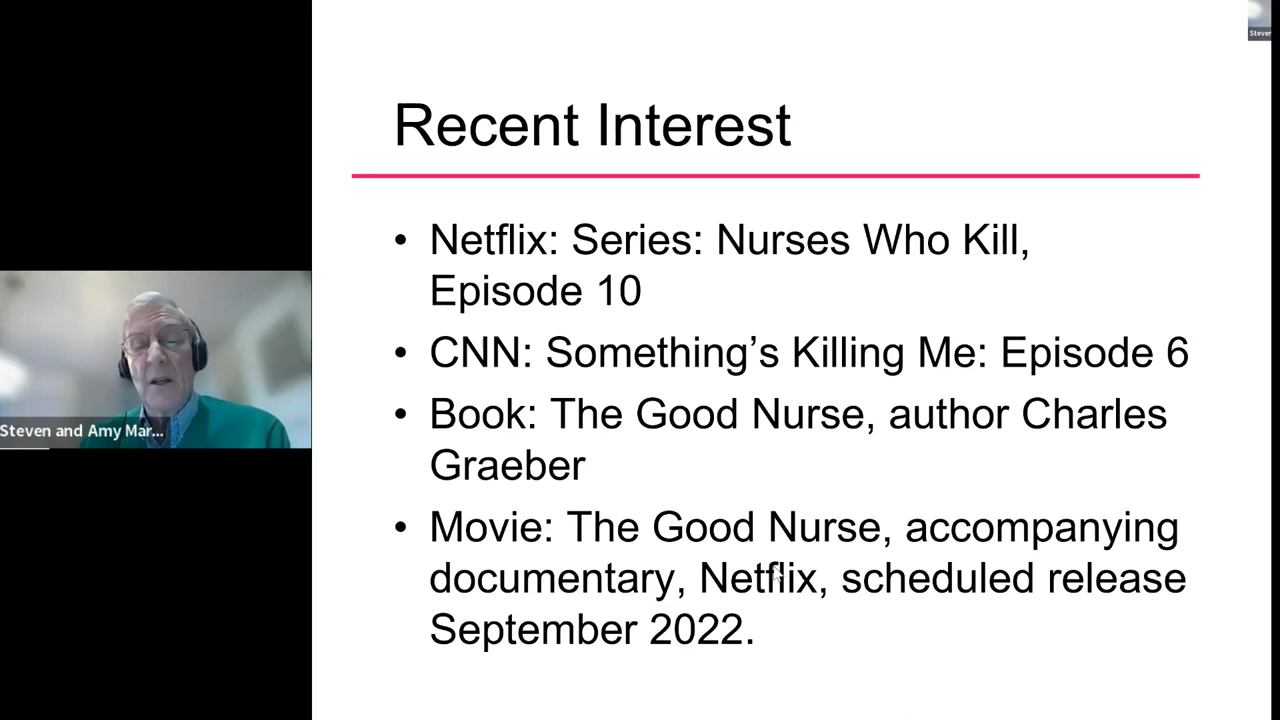 Steven
Recent Interest
• Netflix: Series: Nurses Who Kill,
Episode 10
• CNN: Something’s Killing Me: Episode 6
• Book: The Good Nurse, author Charles
Graeber
• Movie: The Good Nurse, accompanying
documentary, Netflix, scheduled release
September 2022.
Steven and Amy Mar...